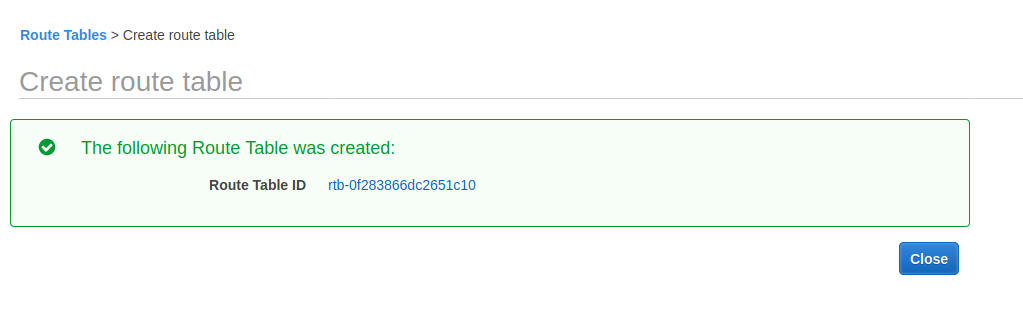 Route Tables > Create route table
Create route table
The following Route Table was created:
Route Table ID rtb-0f283866dc2651c10
Close